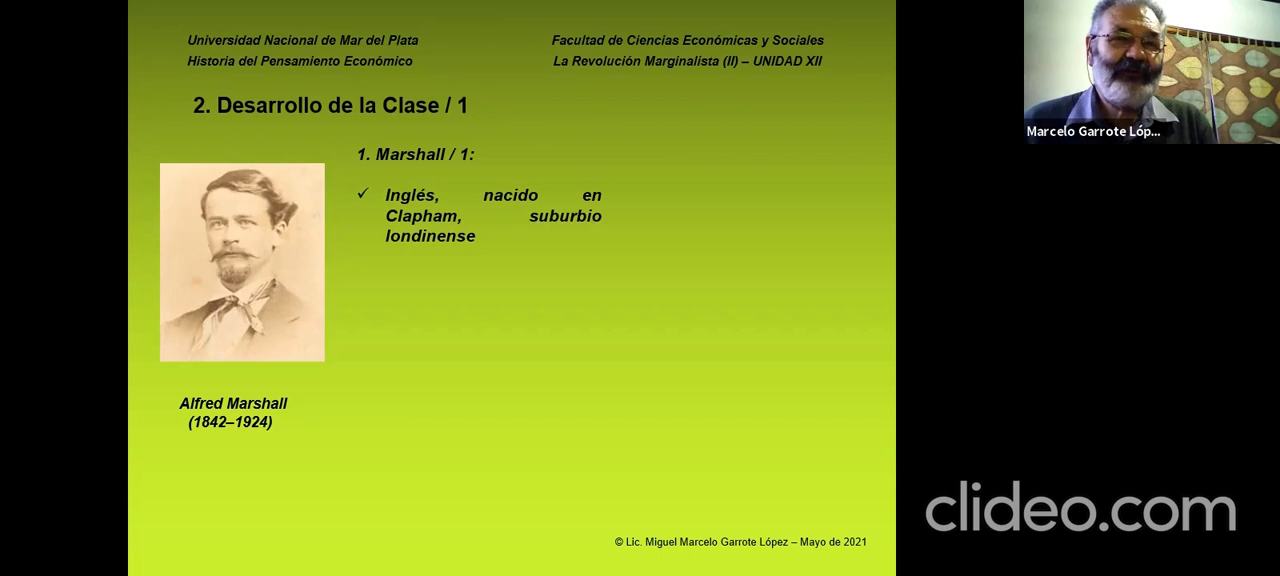 Universidad Nacional de Mar del Plata
Facultad de Ciencias Económicas y Sociales
Historia del Pensamiento Económico
La Revolución Marginalista (II) – UNIDAD XII
2. Desarrollo de la Clase / 1
1. Marshall / 1:
✓ Inglés, nacido en
Clapham, suburbio
londinense
Alfred Marshall
(1842–1924)
© Lic. Miguel Marcelo Garrote López – Mayo de 2021
Marcelo Garrote Lóp...
clideo.com